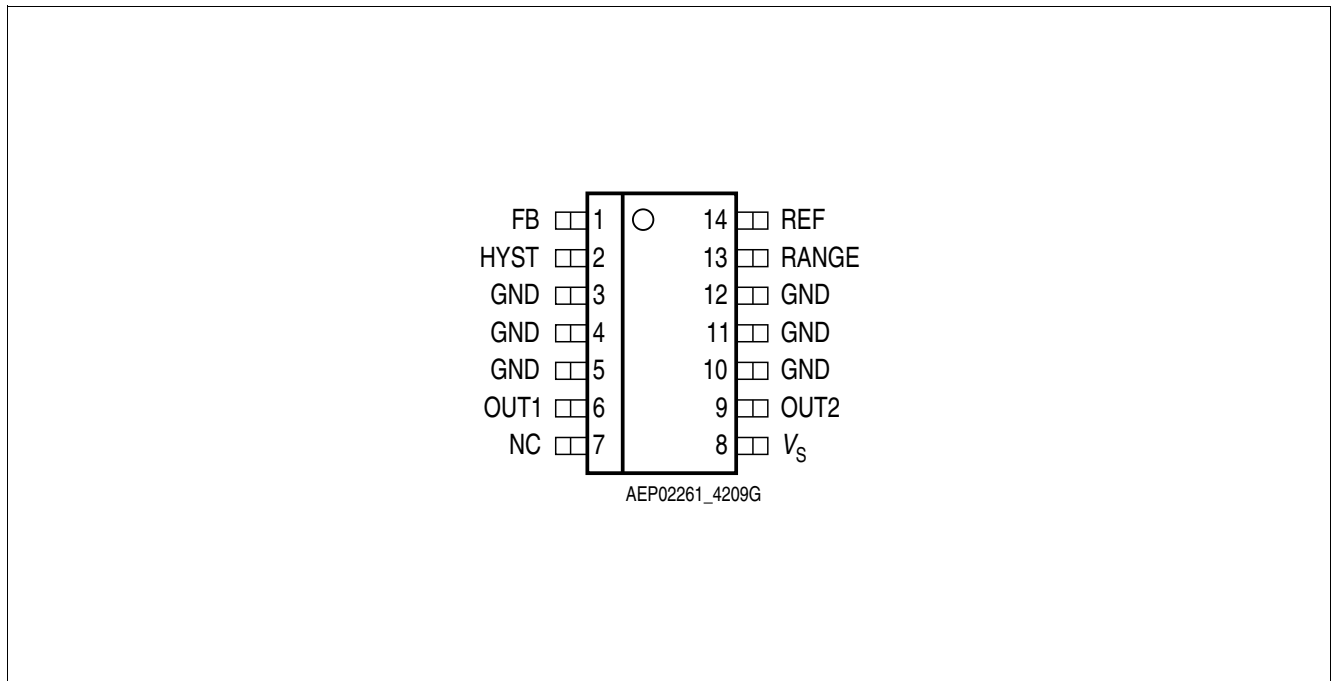 FB 1 14 REF
HYST 2 13 RANGE
GND 3 12 GND
GND 4 11 GND
GND 5 10 GND
OUT1 6 9 OUT2
NC 7 8 VS
AEP02261_4209G